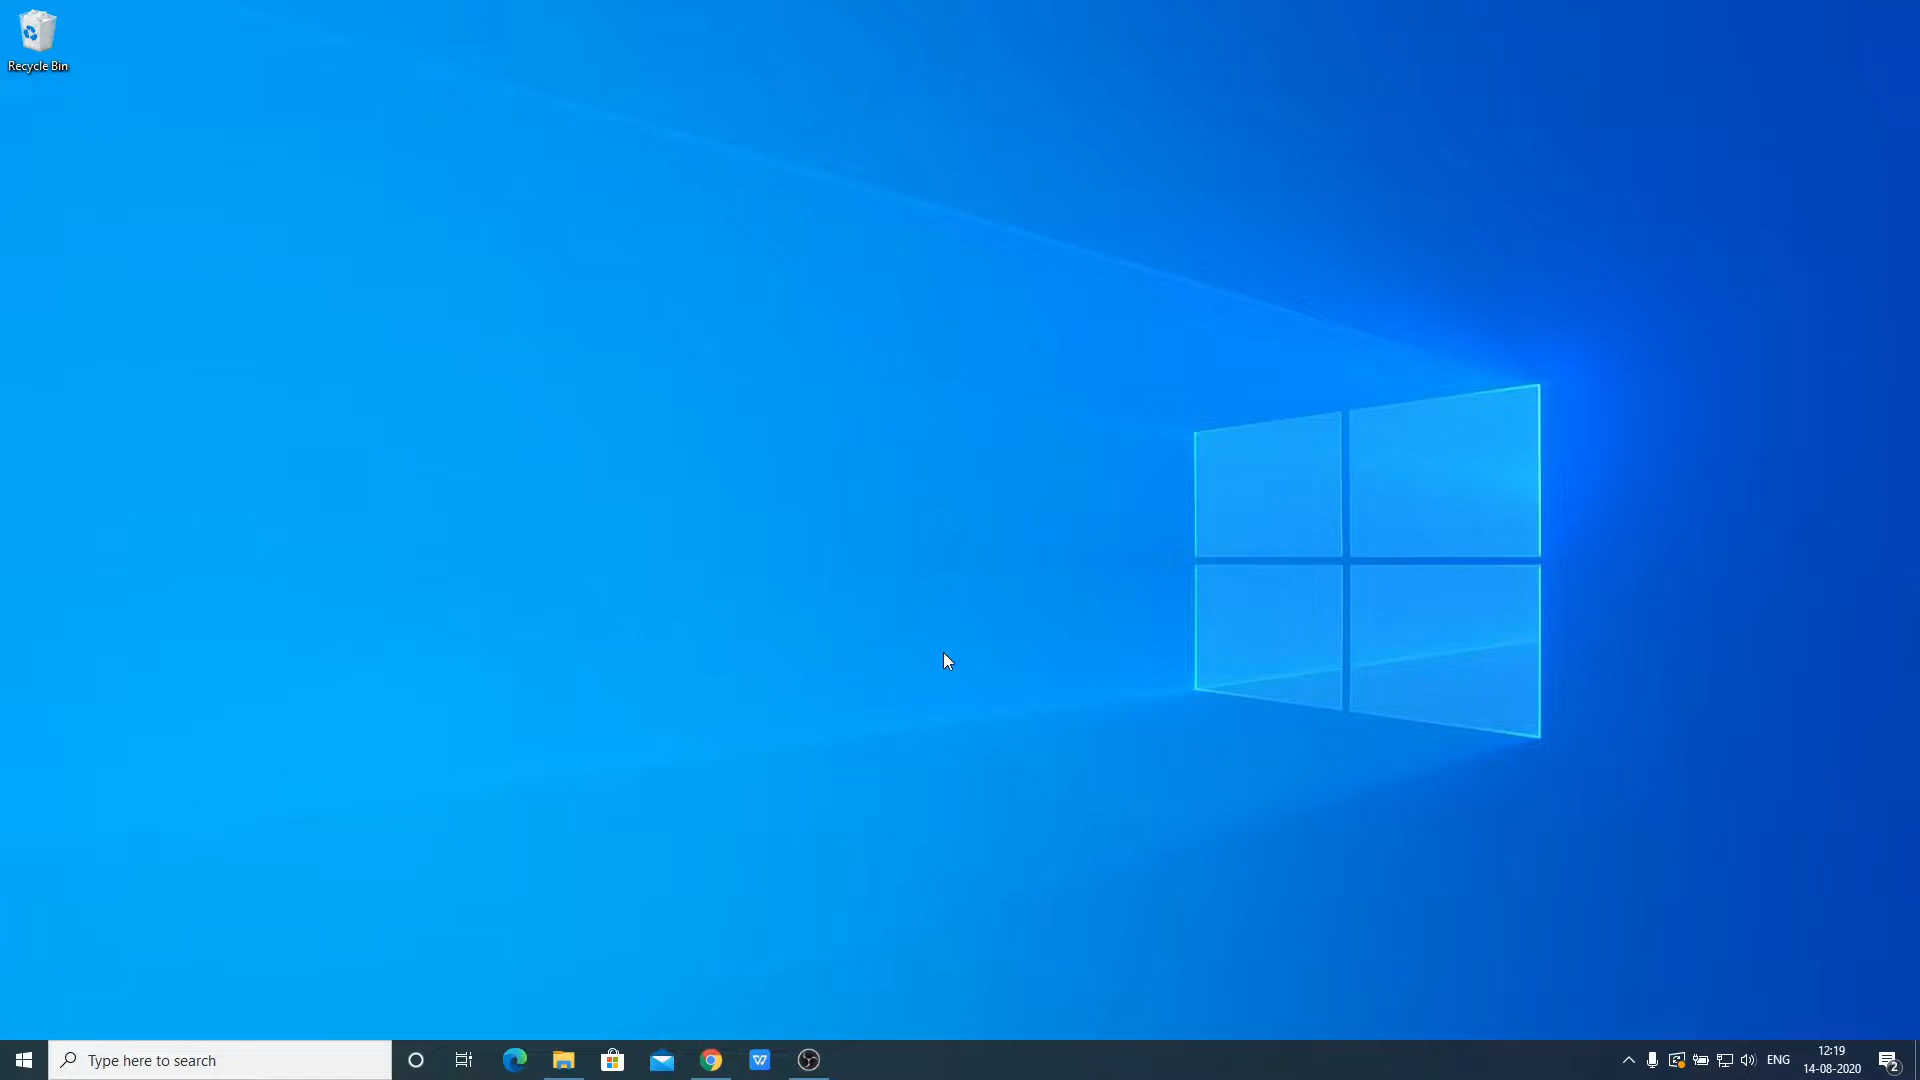 Recycle Bin
Type here to search
ENG
12:19
14-08-2020
2